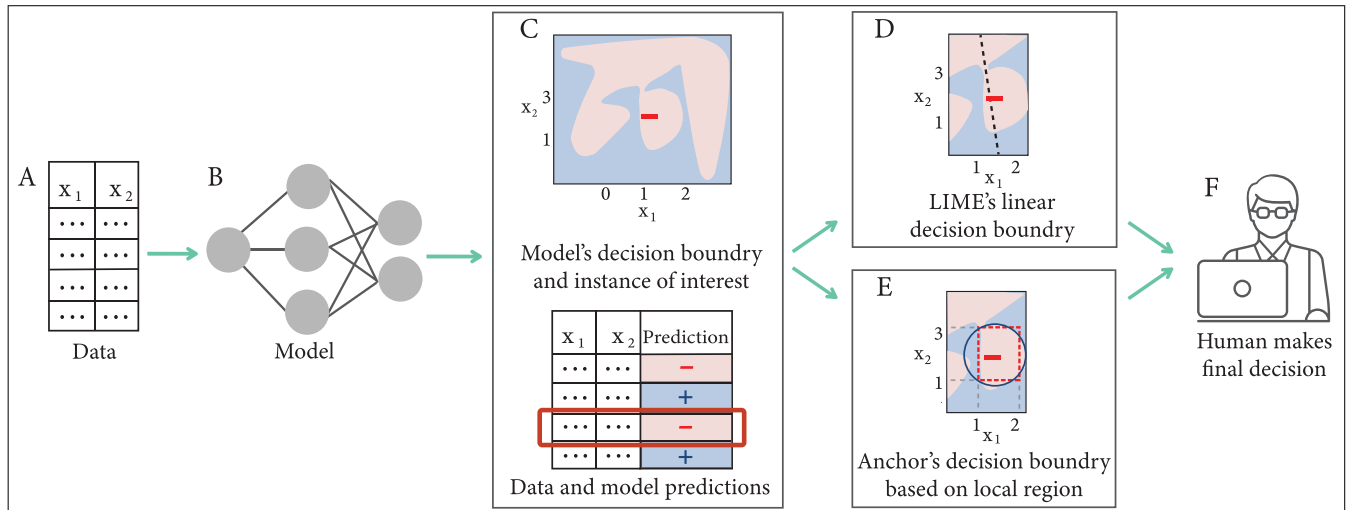 A
x1 x2
... ...
... ...
... ...
... ...
Data
B
Model
C
x2
3
1
0 1 2
x1
Model's decision boundry
and instance of interest
x1 x2 Prediction
... ... −
... ... +
... ... −
... ... +
Data and model predictions
D
3
x2
1
1 2
x1
LIME's linear
decision boundry
E
3
x2
1
1 2
x1
Anchor's decision boundry
based on local region
F
Human makes
final decision